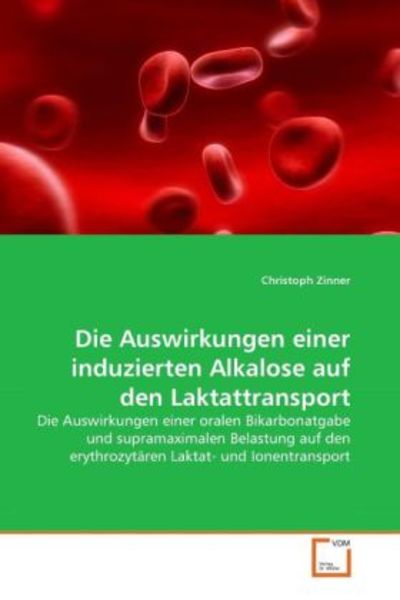 Christoph Zinner
Die Auswirkungen einer
induzierten Alkalose auf
den Laktattransport
Die Auswirkungen einer oralen Bikarbonatgabe
und supramaximalen Belastung auf den
erythrozytären Laktat- und Ionentransport
VDM